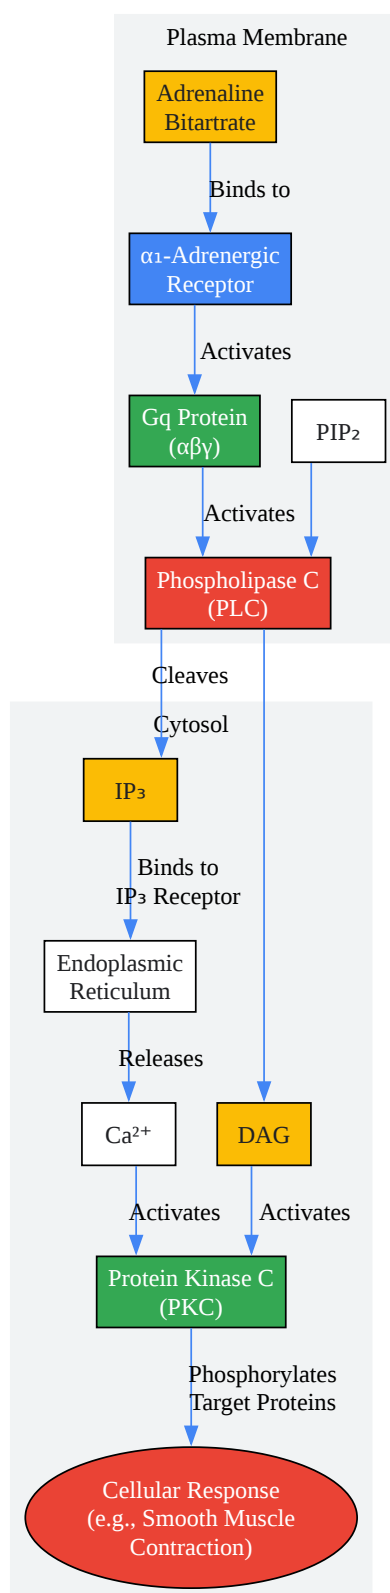 Plasma Membrane
Adrenaline
Bitartrate
Binds to
α₁-Adrenergic
Receptor
Activates
Gq Protein
(αβγ)
PIP₂
Activates
Phospholipase C
(PLC)
Cleaves
Cytosol
IP₃
Binds to
IP₃ Receptor
Endoplasmic
Reticulum
Releases
Ca²⁺
DAG
Activates
Activates
Protein Kinase C
(PKC)
Phosphorylates
Target Proteins
Cellular Response
(e.g., Smooth Muscle
Contraction)